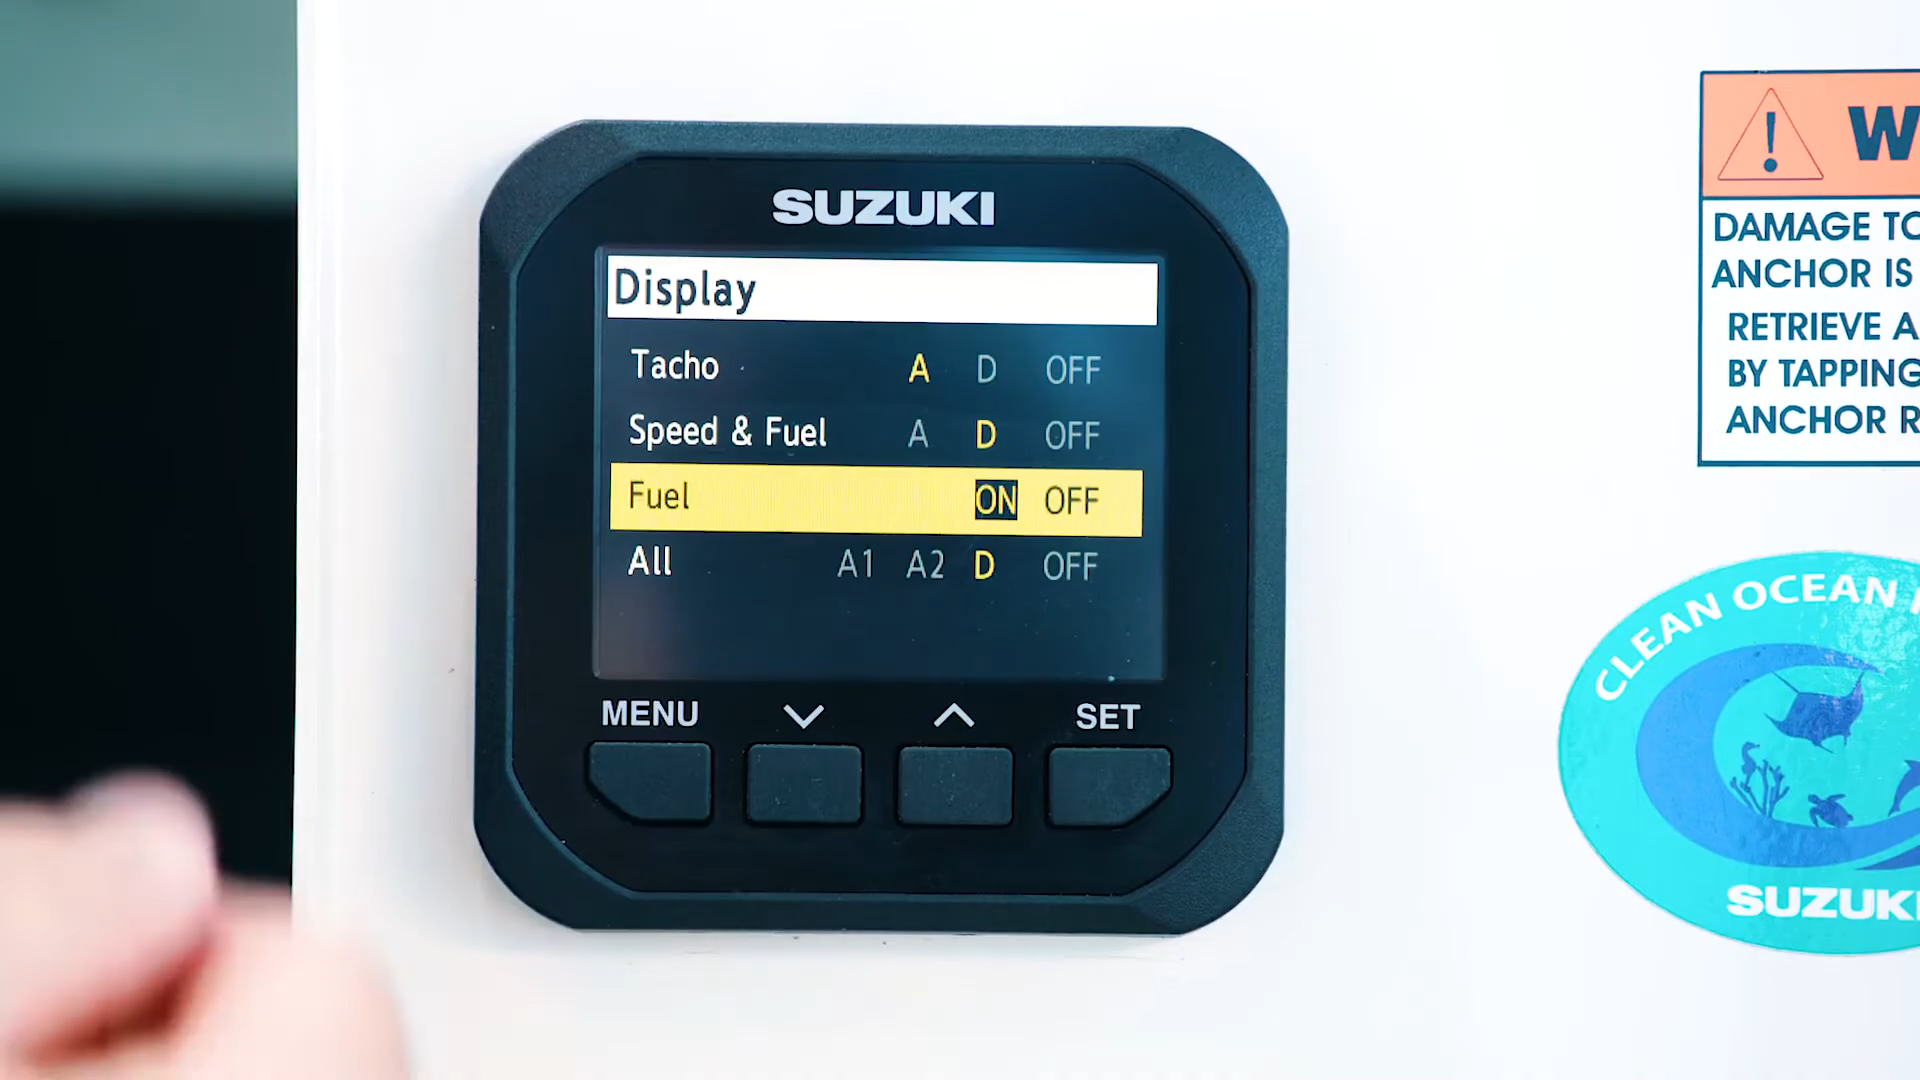 SUZUKI
Display
Tacho A D OFF
Speed & Fuel A D OFF
Fuel ON OFF
All A1 A2 D OFF
MENU SET
DAMAGE
ANCHOR IS
RETRIEVE
BY TAPPING
ANCHOR
CLEAN OCEAN
SUZUKI